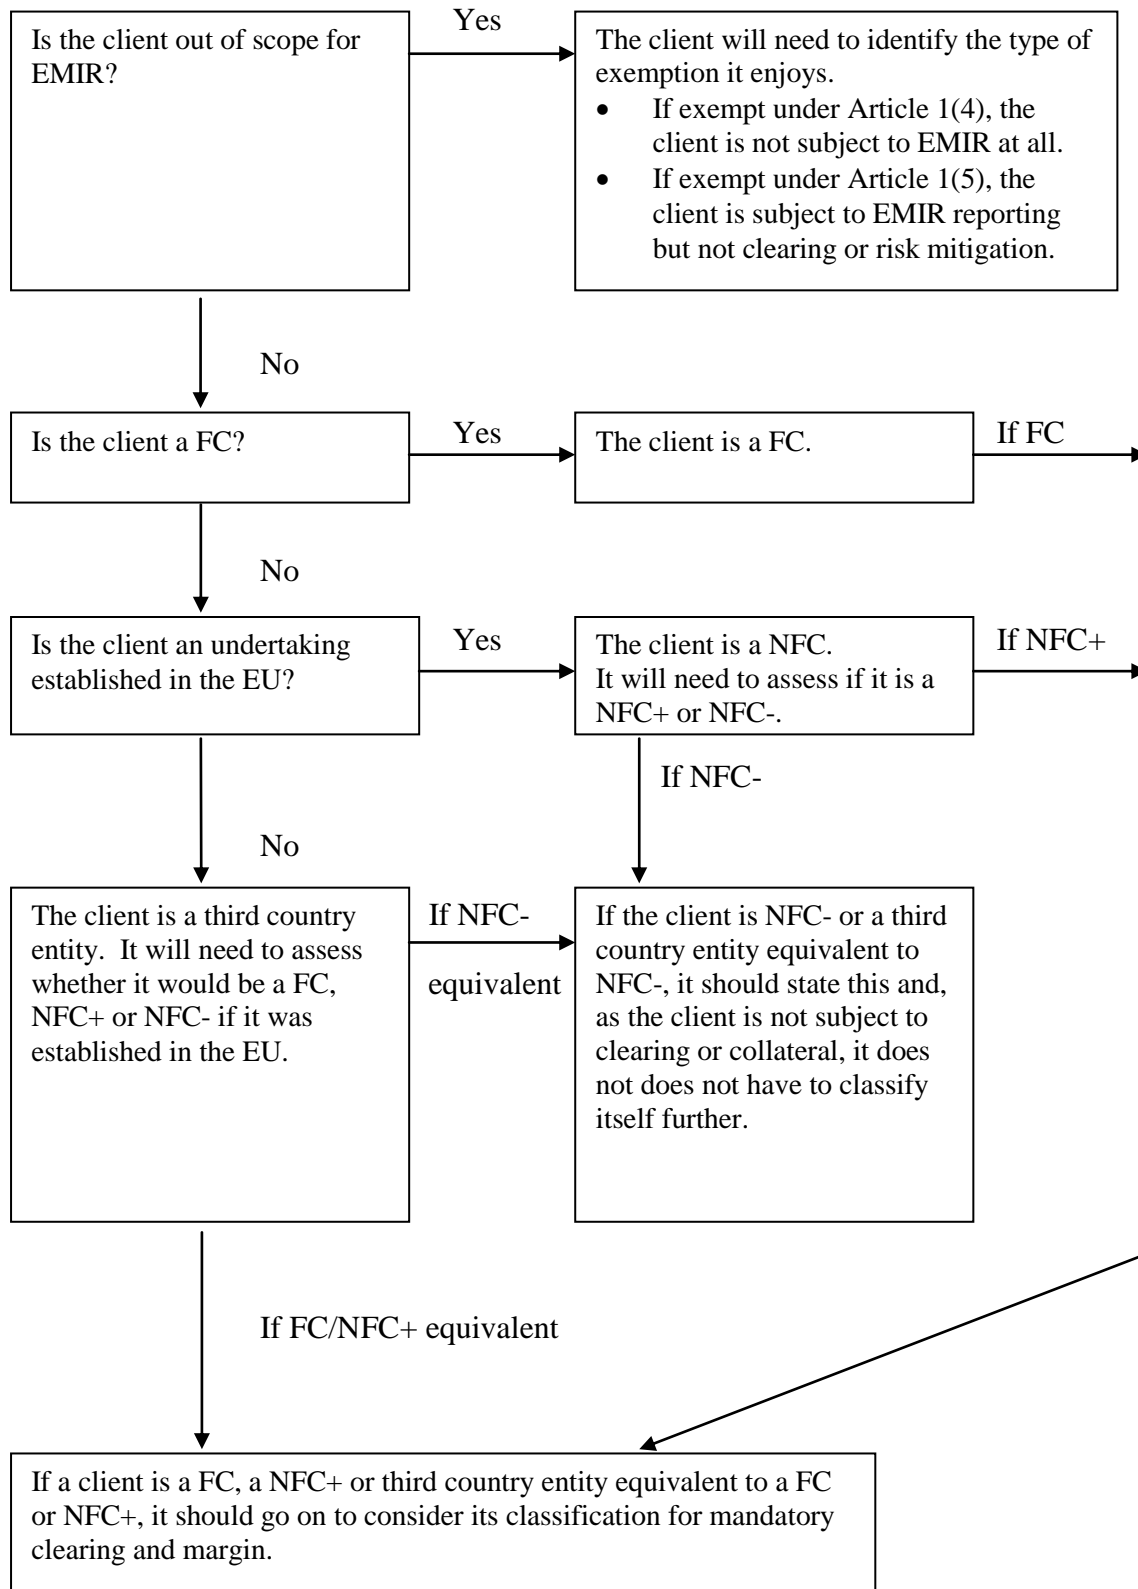 Is the client out of scope for
EMIR?
Yes
The client will need to identify the type of
exemption it enjoys.
• If exempt under Article 1(4), the
client is not subject to EMIR at all.
• If exempt under Article 1(5), the
client is subject to EMIR reporting
but not clearing or risk mitigation.
No
Is the client a FC?
Yes
The client is a FC.
If FC
No
Is the client an undertaking
established in the EU?
Yes
The client is a NFC.
It will need to assess if it is a
NFC+ or NFC-.
If NFC+
If NFC-
No
The client is a third country
entity.  It will need to assess
whether it would be a FC,
NFC+ or NFC- if it was
established in the EU.
If NFC-
equivalent
If the client is NFC- or a third
country entity equivalent to
NFC-, it should state this and,
as the client is not subject to
clearing or collateral, it does
not does not have to classify
itself further.
If FC/NFC+ equivalent
If a client is a FC, a NFC+ or third country entity equivalent to a FC
or NFC+, it should go on to consider its classification for mandatory
clearing and margin.